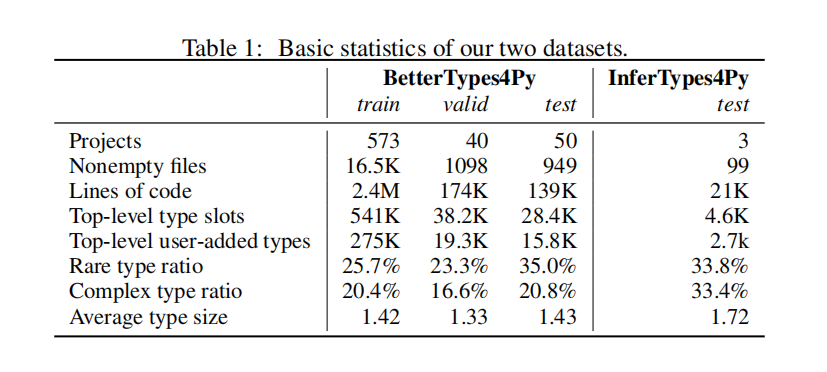 Table 1: Basic statistics of our two datasets.
BetterTypes4Py InferTypes4Py
train valid test test
Projects 573 40 50 3
Nonempty files 16.5K 1098 949 99
Lines of code 2.4M 174K 139K 21K
Top-level type slots 541K 38.2K 28.4K 4.6K
Top-level user-added types 275K 19.3K 15.8K 2.7k
Rare type ratio 25.7% 23.3% 35.0% 33.8%
Complex type ratio 20.4% 16.6% 20.8% 33.4%
Average type size 1.42 1.33 1.43 1.72